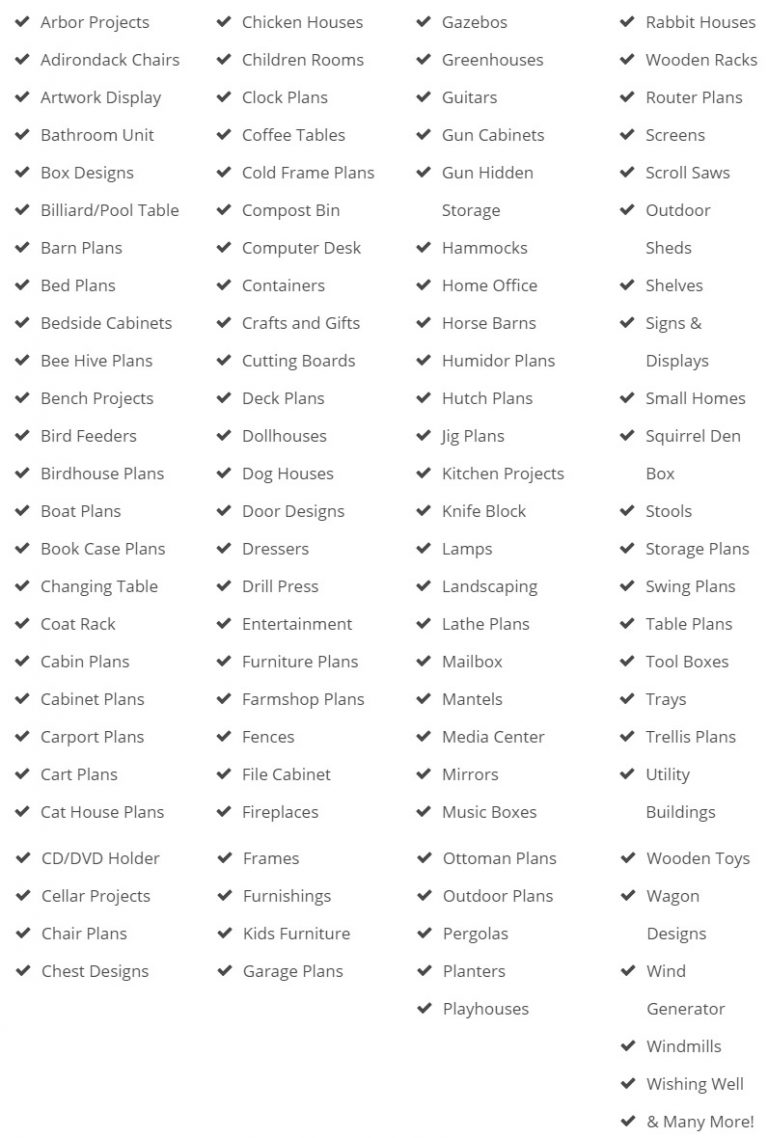 Arbor Projects
Adirondack Chairs
Artwork Display
Bathroom Unit
Box Designs
Billiard/Pool Table
Barn Plans
Bed Plans
Bedside Cabinets
Bee Hive Plans
Bench Projects
Bird Feeders
Birdhouse Plans
Boat Plans
Book Case Plans
Changing Table
Coat Rack
Cabin Plans
Cabinet Plans
Carport Plans
Cart Plans
Cat House Plans
CD/DVD Holder
Cellar Projects
Chair Plans
Chest Designs
Chicken Houses
Children Rooms
Clock Plans
Coffee Tables
Cold Frame Plans
Compost Bin
Computer Desk
Containers
Crafts and Gifts
Cutting Boards
Deck Plans
Dollhouses
Dog Houses
Door Designs
Dressers
Drill Press
Entertainment
Furniture Plans
Farmshop Plans
Fences
File Cabinet
Fireplaces
Frames
Furnishings
Kids Furniture
Garage Plans
Gazebos
Greenhouses
Guitars
Gun Cabinets
Gun Hidden
Storage
Hammocks
Home Office
Horse Barns
Humidor Plans
Hutch Plans
Jig Plans
Kitchen Projects
Knife Block
Lamps
Landscaping
Lathe Plans
Mailbox
Mantels
Media Center
Mirrors
Music Boxes
Ottoman Plans
Outdoor Plans
Pergolas
Planters
Playhouses
Rabbit Houses
Wooden Racks
Router Plans
Screens
Scroll Saws
Outdoor
Sheds
Shelves
Signs &
Displays
Small Homes
Squirrel Den
Box
Stools
Storage Plans
Swing Plans
Table Plans
Tool Boxes
Trays
Trellis Plans
Utility
Buildings
Wooden Toys
Wagon
Designs
Wind
Generator
Windmills
Wishing Well
& Many More!